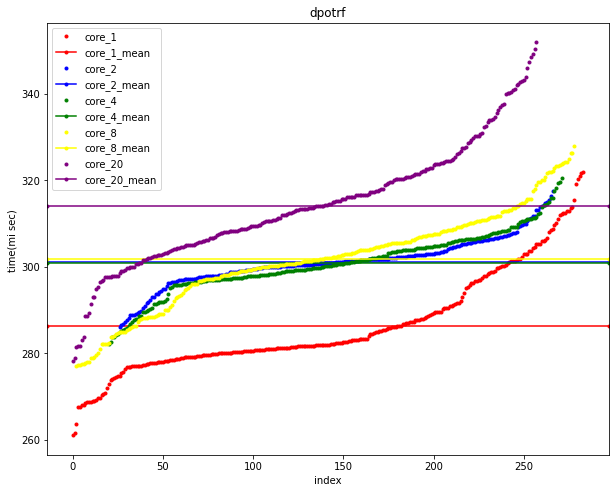 dpotrf
core_1
core_1_mean
core_2
core_2_mean
core_4
core_4_mean
core_8
core_8_mean
core_20
core_20_mean
time(mi sec)
340
320
300
280
260
0 50 100 150 200 250
index